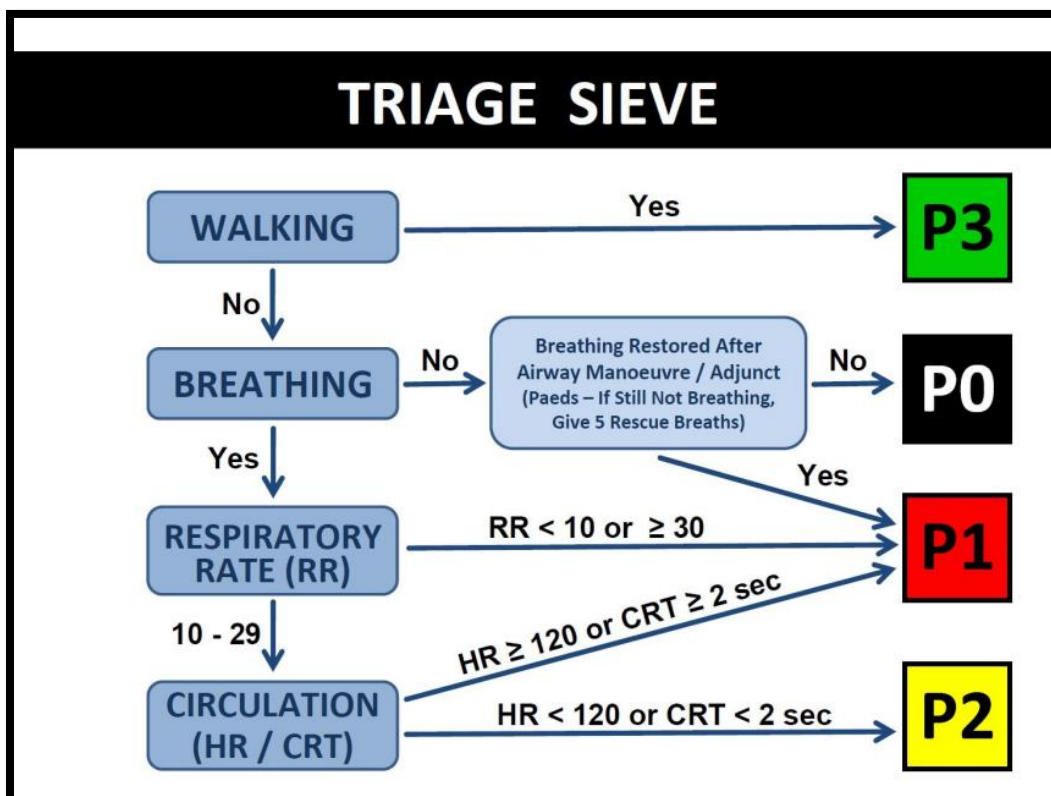 TRIAGE SIEVE
WALKING
Yes
P3
No
BREATHING
No
Breathing Restored After
Airway Manoeuvre / Adjunct
(Paeds – If Still Not Breathing,
Give 5 Rescue Breaths)
No
P0
Yes
Yes
RESPIRATORY
RATE (RR)
RR < 10 or ≥ 30
P1
10 - 29
HR ≥ 120 or CRT ≥ 2 sec
CIRCULATION
(HR / CRT)
HR < 120 or CRT < 2 sec
P2